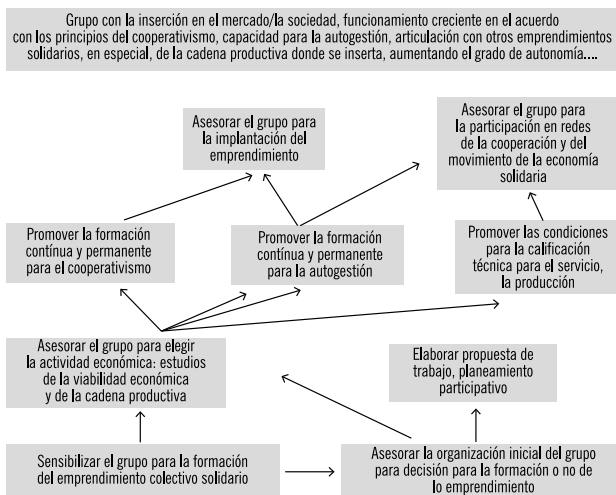 Grupo con la inserción en el mercado/la sociedad, funcionamiento creciente en el acuerdo
con los principios del cooperativismo, capacidad para la autogestión, articulación con otros emprendimientos
solidarios, en especial, de la cadena productiva donde se inserta, aumentando el grado de autonomía....
Asesorar el grupo para
la implantación del
emprendimiento
Asesorar el grupo para
la participación en redes
de la cooperación y del
movimiento de la economía
solidaria
Promover la formación
contínua y permanente
para el cooperativismo
Promover la formación
contínua y permanente
para la autogestión
Promover las condiciones
para la calificación
técnica para el servicio,
la producción
Asesorar el grupo para elegir
la actividad económica: estudios
de la viabilidad económica
y de la cadena productiva
Elaborar propuesta de
trabajo, planeamiento
participativo
Sensibilizar el grupo para la formación
del emprendimiento colectivo solidario
Asesorar la organización inicial del grupo
para decisión para la formación o no de
lo emprendimiento